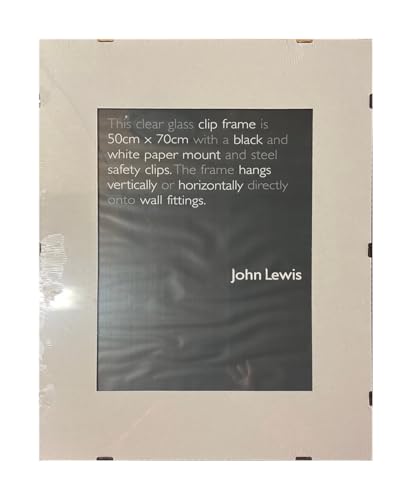 This clear glass clip frame is
50cm x 70cm with a black and
white paper mount and steel
safety clips. The frame hangs
vertically or horizontally directly
onto wall fittings.
John Lewis